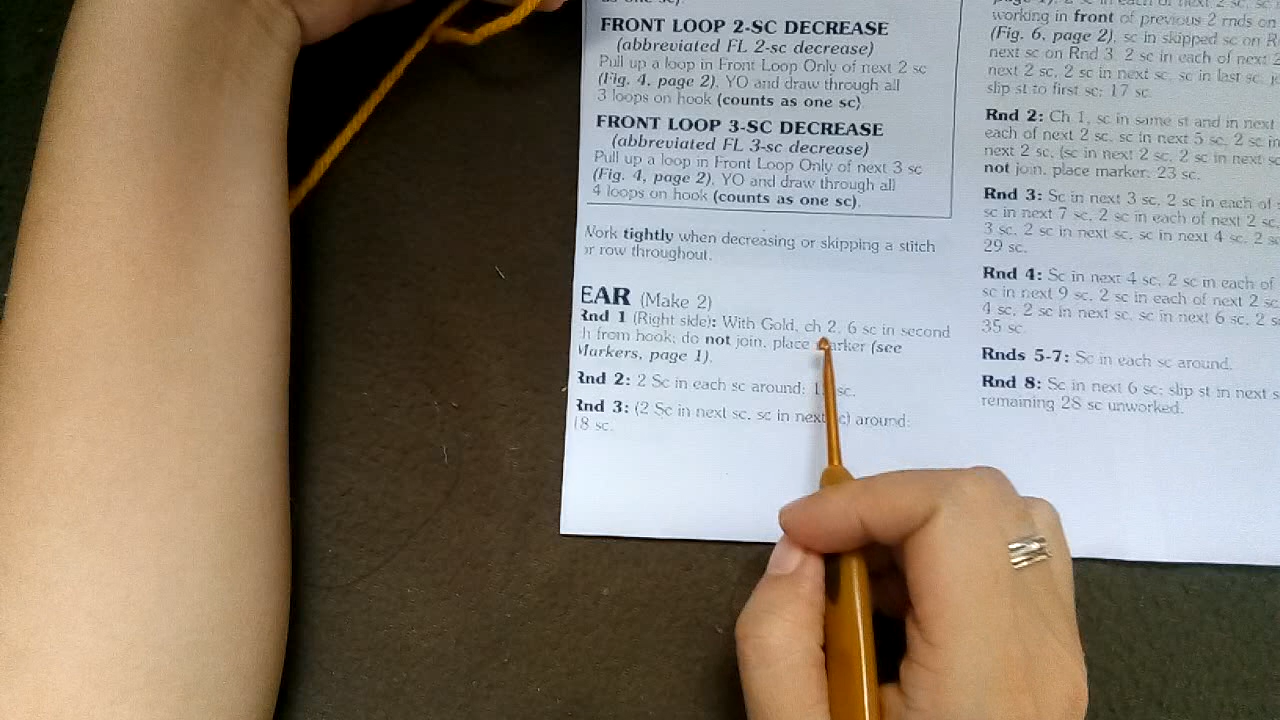 as one sc).
FRONT LOOP 2-SC DECREASE
(abbreviated FL 2-sc decrease)
Pull up a loop in Front Loop Only of next 2 sc
(Fig. 4, page 2), YO and draw through all
3 loops on hook (counts as one sc).
FRONT LOOP 3-SC DECREASE
(abbreviated FL 3-sc decrease)
Pull up a loop in Front Loop Only of next 3 sc
(Fig. 4, page 2), YO and draw through all
4 loops on hook (counts as one sc).
Work tightly when decreasing or skipping a stitch
or row throughout.
EAR (Make 2)
Rnd 1 (Right side): With Gold, ch 2, 6 sc in second
h from hook; do not join, place marker (see
Markers, page 1).
Rnd 2: 2 Sc in each sc around: sc.
Rnd 3: (2 Sc in next sc, sc in next sc) around:
18 sc.
working in front of previous 2 rnds on
(Fig. 6, page 2), sc in skipped sc on
next sc on Rnd 3, 2 sc in each of next
next 2 sc, 2 sc in next sc, sc in last sc,
slip st to first sc: 17 sc.
Rnd 2: Ch 1, sc in same st and in next
each of next 2 sc, sc in next 5 sc, 2 sc in
next 2 sc, (sc in next 2 sc, 2 sc in next
not join, place marker: 23 sc.
Rnd 3: Sc in next 3 sc, 2 sc in each of
sc in next 7 sc, 2 sc in each of next 2 sc,
3 sc, 2 sc in next sc, sc in next 4 sc, 2
29 sc.
Rnd 4: Sc in next 4 sc, 2 sc in each of
sc in next 9 sc, 2 sc in each of next 2 sc,
4 sc, 2 sc in next sc, sc in next 6 sc, 2
35 sc.
Rnds 5-7: Sc in each sc around.
Rnd 8: Sc in next 6 sc; slip st in next
remaining 28 sc unworked.